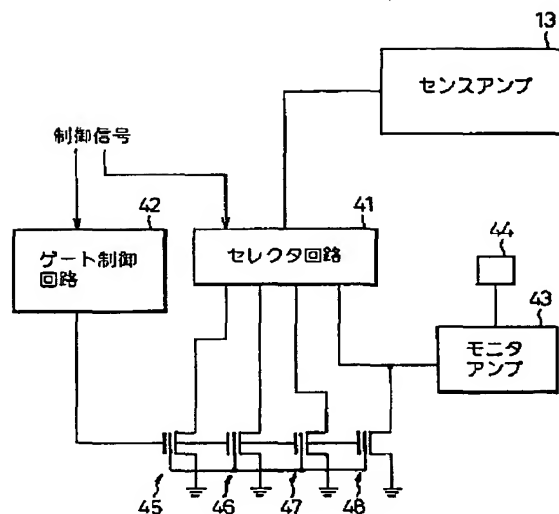 13
センスアンプ
制御信号
42
ゲート制御
回路
41
セレクタ回路
44
43
モニタ
アンプ
45
46
47
48